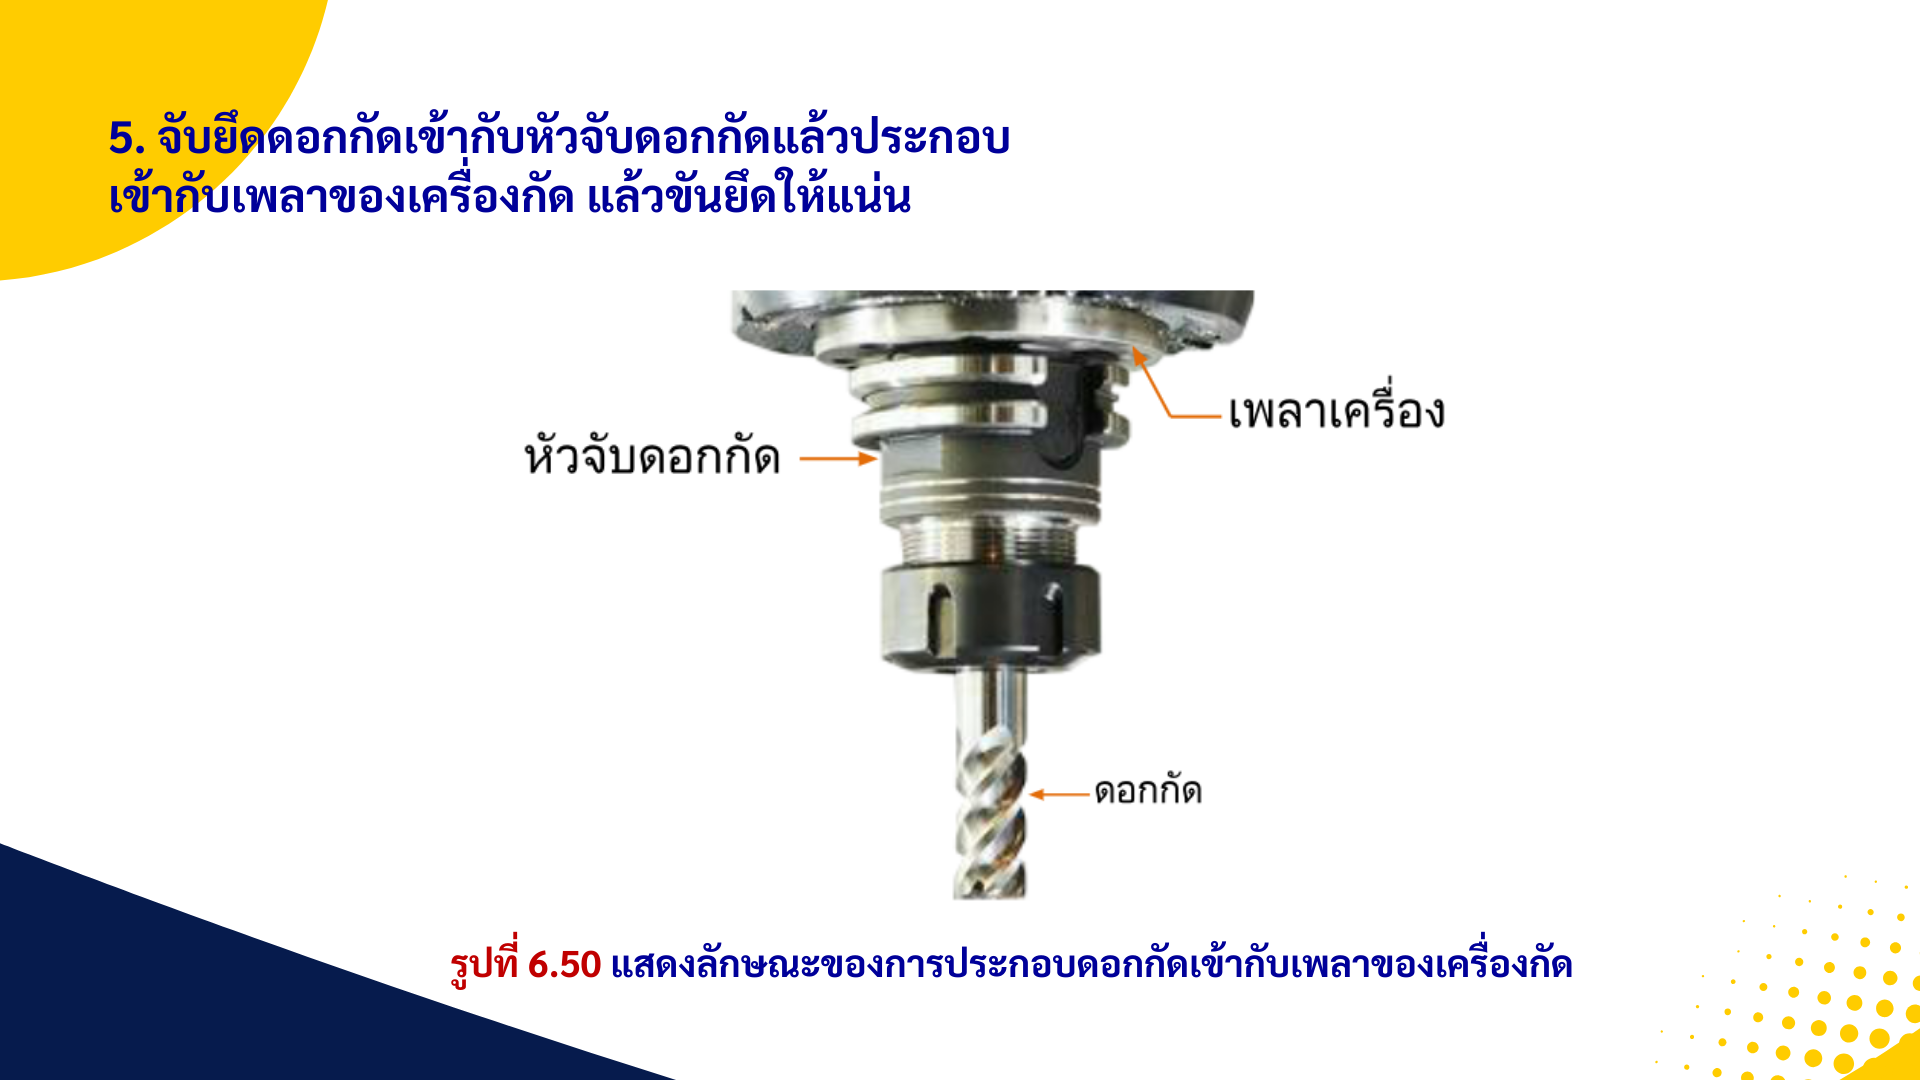 5. จับยึดดอกกัดเข้ากับหัวจับดอกกัดแล้วประกอบ
เข้ากับเพลาของเครื่องกัด แล้วขันยึดให้แน่น
เพลาเครื่อง
หัวจับดอกกัด
ดอกกัด
รูปที่ 6.50 แสดงลักษณะของการประกอบดอกกัดเข้ากับเพลาของเครื่องกัด